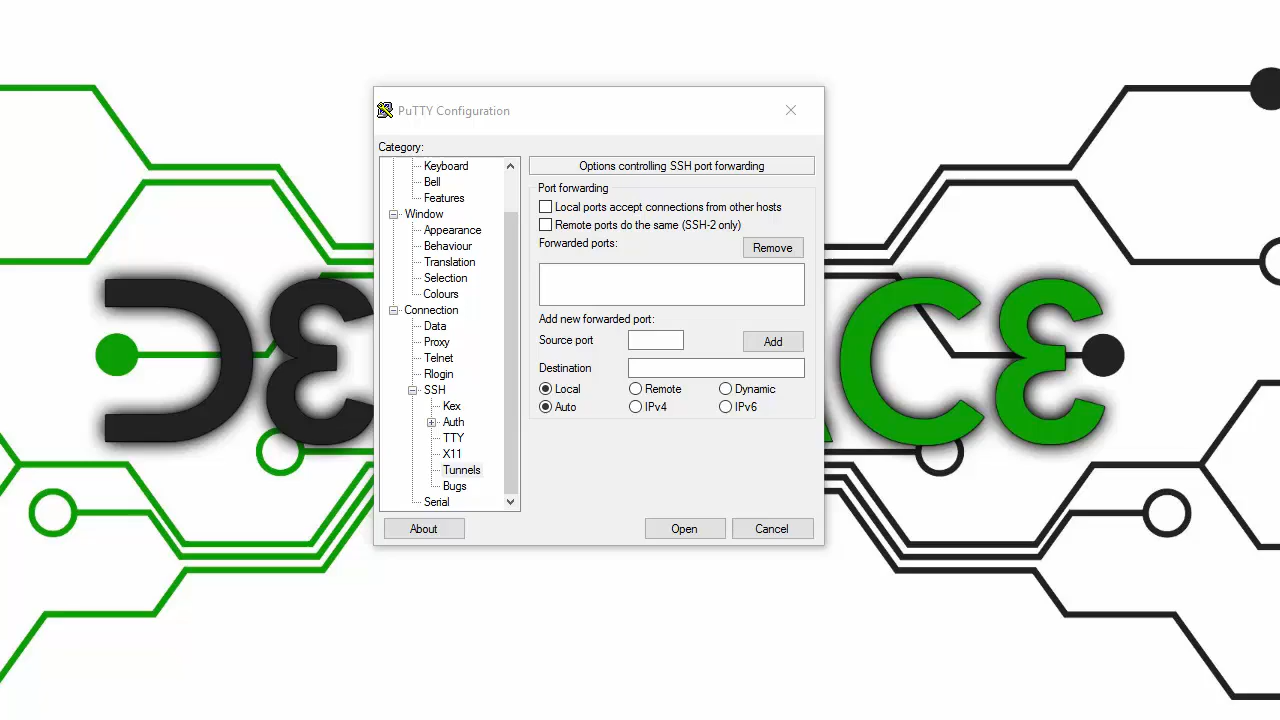 PuTTY Configuration
Category:
Keyboard
Bell
Features
Window
Appearance
Behaviour
Translation
Selection
Colours
Connection
Data
Proxy
Telnet
Rlogin
SSH
Kex
Auth
TTY
X11
Tunnels
Bugs
Serial
Options controlling SSH port forwarding
Port forwarding
Local ports accept connections from other hosts
Remote ports do the same (SSH-2 only)
Forwarded ports:
Remove
Add new forwarded port:
Source port
Add
Destination
Local Remote Dynamic
Auto IPv4 IPv6
About
Open
Cancel